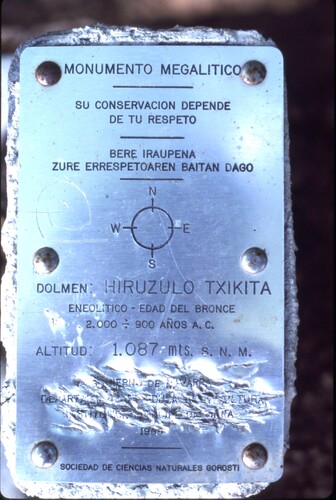 MONUMENTO MEGALITICO
SU CONSERVACION DEPENDE
DE TU RESPETO
BERE IRAUPENA
ZURE ERRESPETOAREN BAITAN DAGO
N
W E
S
DOLMEN: HIRUZULO TXIKITA
ENEOLITICO - EDAD DEL BRONCE
2.000 ÷ 900 AÑOS A.C.
ALTITUD: 1.087 mts. S. N. M.
DE
SOCIEDAD DE CIENCIAS NATURALES GOROSTI